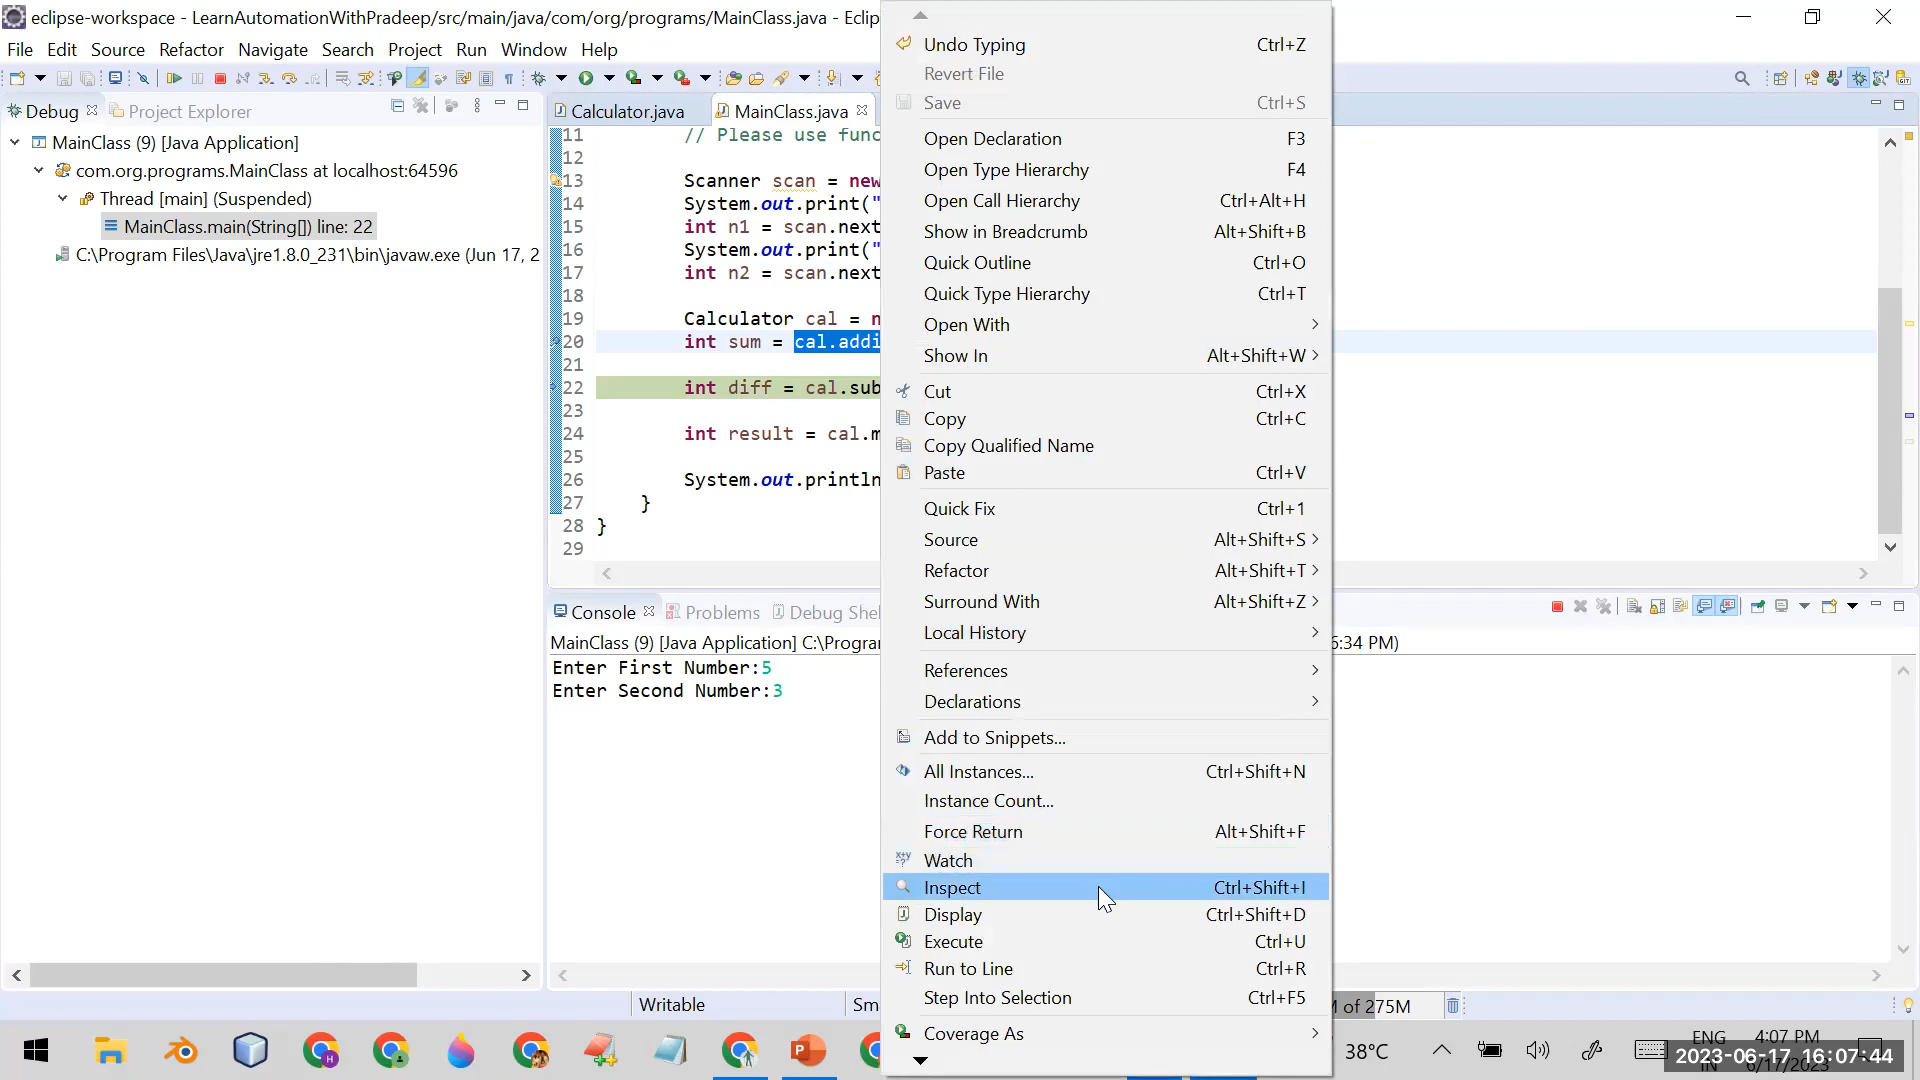 eclipse-workspace - LearnAutomationWithPradeep/src/main/java/com/org/programs/MainClass.java - Eclip
File Edit Source Refactor Navigate Search Project Run Window Help
Debug Project Explorer
MainClass (9) [Java Application]
com.org.programs.MainClass at localhost:64596
Thread [main] (Suspended)
MainClass.main(String[]) line: 22
C:\Program Files\Java\jre1.8.0_231\bin\javaw.exe (Jun 17, 2
Calculator.java MainClass.java
11 // Please use func
12
13 Scanner scan = new
14 System.out.print("
15 int n1 = scan.next
16 System.out.print("
17 int n2 = scan.next
18
19 Calculator cal = n
20 int sum = cal.addi
21
22 int diff = cal.sub
23
24 int result = cal.m
25
26 System.out.println
27 }
28 }
29
Console Problems Debug She
MainClass (9) [Java Application] C:\Progra 5:34 PM)
Enter First Number:5
Enter Second Number:3
Undo Typing Ctrl+Z
Revert File
Save Ctrl+S
Open Declaration F3
Open Type Hierarchy F4
Open Call Hierarchy Ctrl+Alt+H
Show in Breadcrumb Alt+Shift+B
Quick Outline Ctrl+O
Quick Type Hierarchy Ctrl+T
Open With
Show In Alt+Shift+W
Cut Ctrl+X
Copy Ctrl+C
Copy Qualified Name
Paste Ctrl+V
Quick Fix Ctrl+1
Source Alt+Shift+S
Refactor Alt+Shift+T
Surround With Alt+Shift+Z
Local History
References
Declarations
Add to Snippets...
All Instances... Ctrl+Shift+N
Instance Count...
Force Return Alt+Shift+F
Watch
Inspect Ctrl+Shift+I
Display Ctrl+Shift+D
Execute Ctrl+U
Run to Line Ctrl+R
Step Into Selection Ctrl+F5
Coverage As
Writable Sm of 275M
38°C ENG 4:07 PM
IN 6/17/2023
2023-06-17 16:07:44